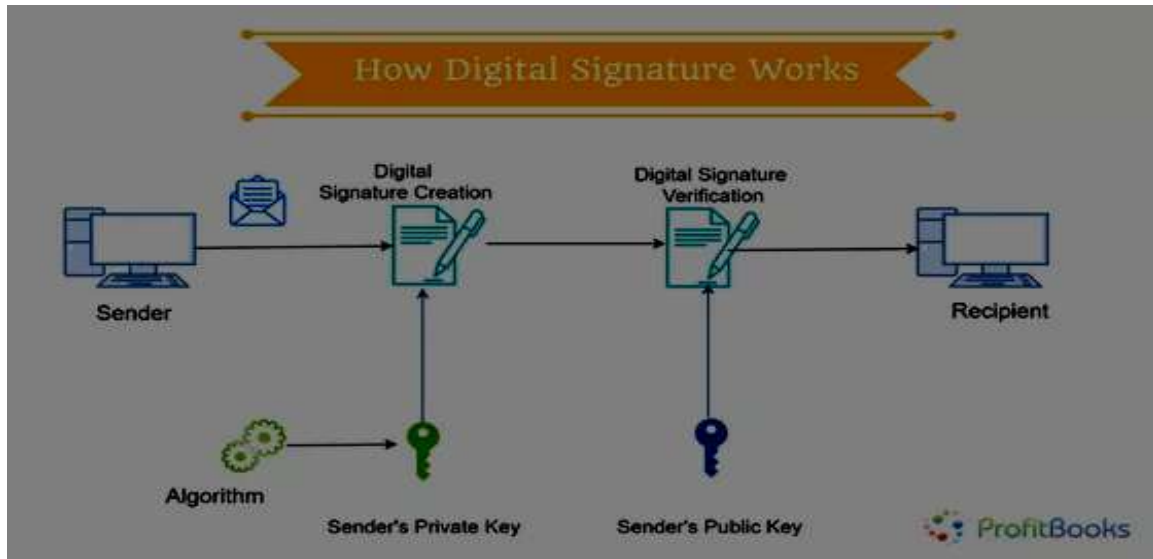 How Digital Signature Works
Digital
Signature Creation
Digital Signature
Verification
Sender
Recipient
Algorithm
Sender's Private Key
Sender's Public Key
ProfitBooks